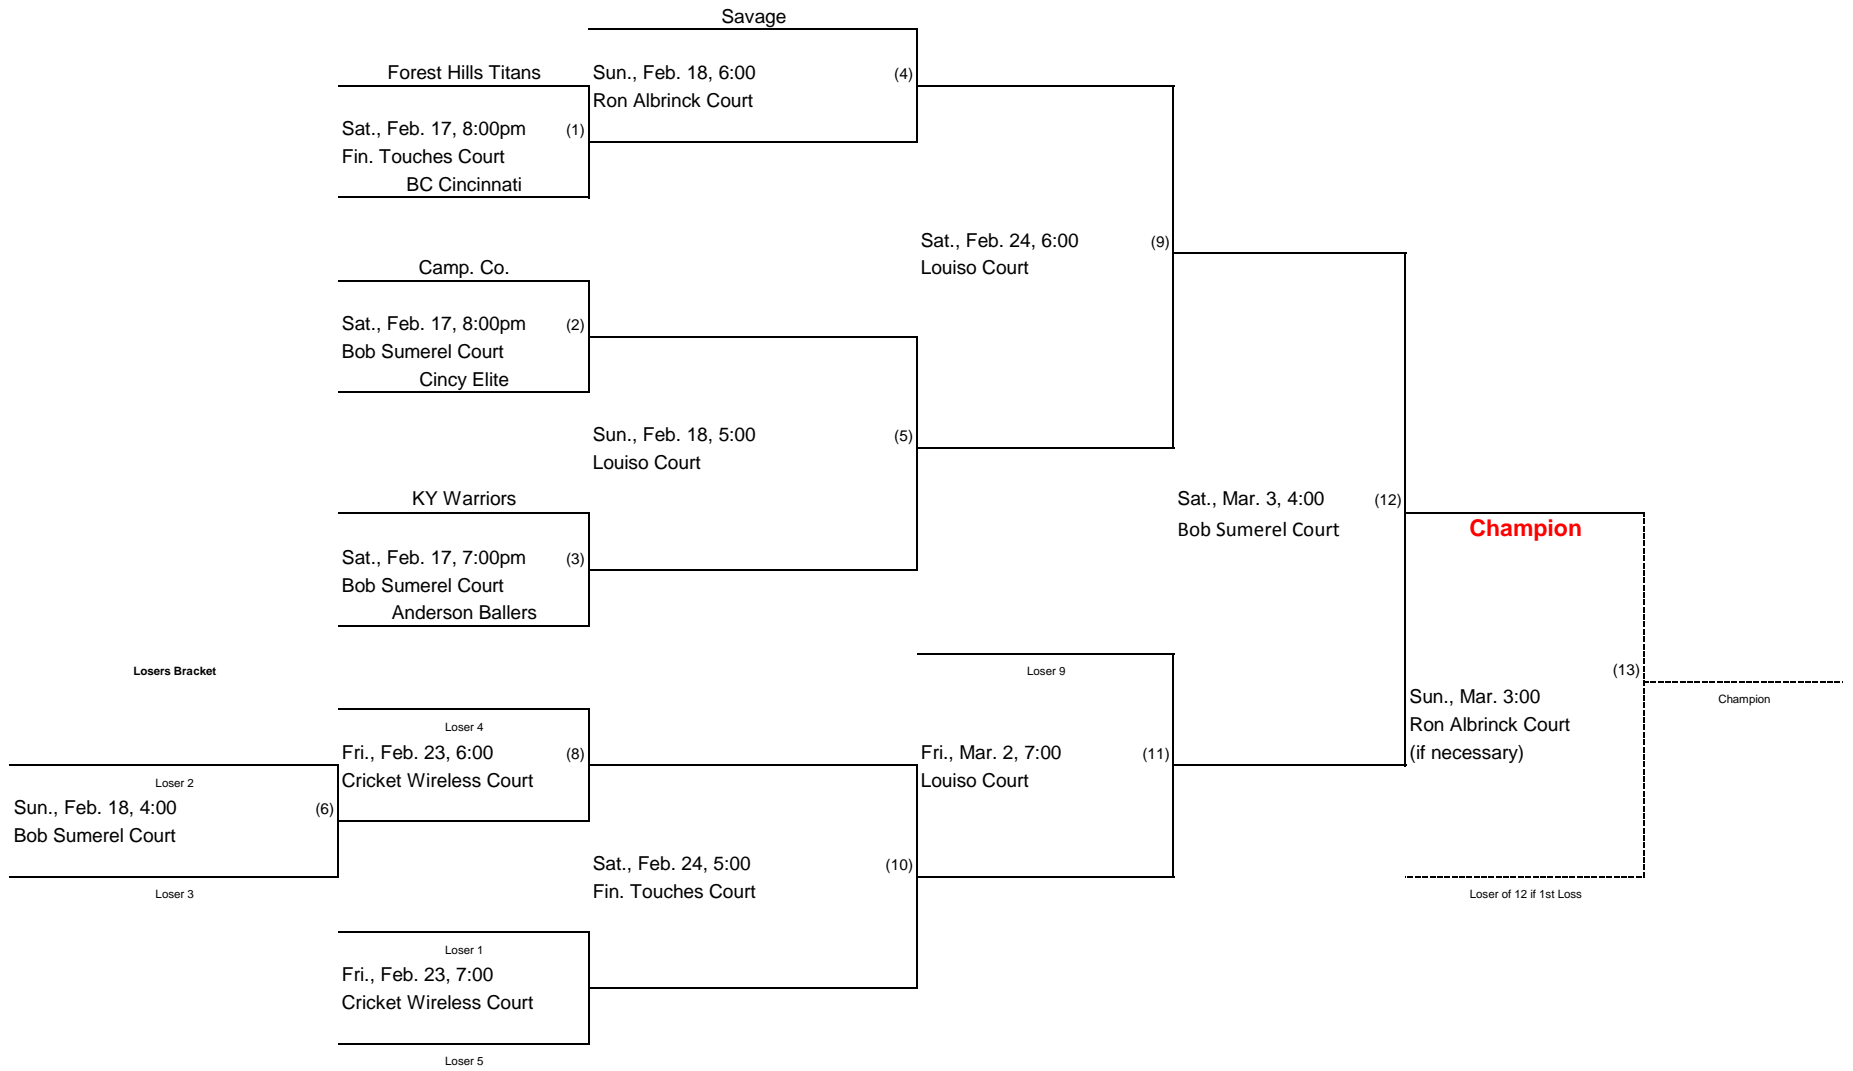 Savage
Forest Hills Titans
Sun., Feb. 18, 6:00 (4)
Ron Albrinck Court
Sat., Feb. 17, 8:00pm (1)
Fin. Touches Court
BC Cincinnati
Sat., Feb. 24, 6:00 (9)
Louiso Court
Camp. Co.
Sat., Feb. 17, 8:00pm (2)
Bob Sumerel Court
Cincy Elite
Sun., Feb. 18, 5:00 (5)
Louiso Court
KY Warriors
Sat., Mar. 3, 4:00 (12)
Bob Sumerel Court
Champion
Sat., Feb. 17, 7:00pm (3)
Bob Sumerel Court
Anderson Ballers
Losers Bracket
Loser 9
(13)
Sun., Mar. 3:00
Ron Albrinck Court
(if necessary)
Champion
Loser 4
Fri., Feb. 23, 6:00 (8)
Cricket Wireless Court
Fri., Mar. 2, 7:00 (11)
Louiso Court
Loser 2
Sun., Feb. 18, 4:00 (6)
Bob Sumerel Court
Loser 3
Sat., Feb. 24, 5:00 (10)
Fin. Touches Court
Loser of 12 if 1st Loss
Loser 1
Fri., Feb. 23, 7:00
Cricket Wireless Court
Loser 5